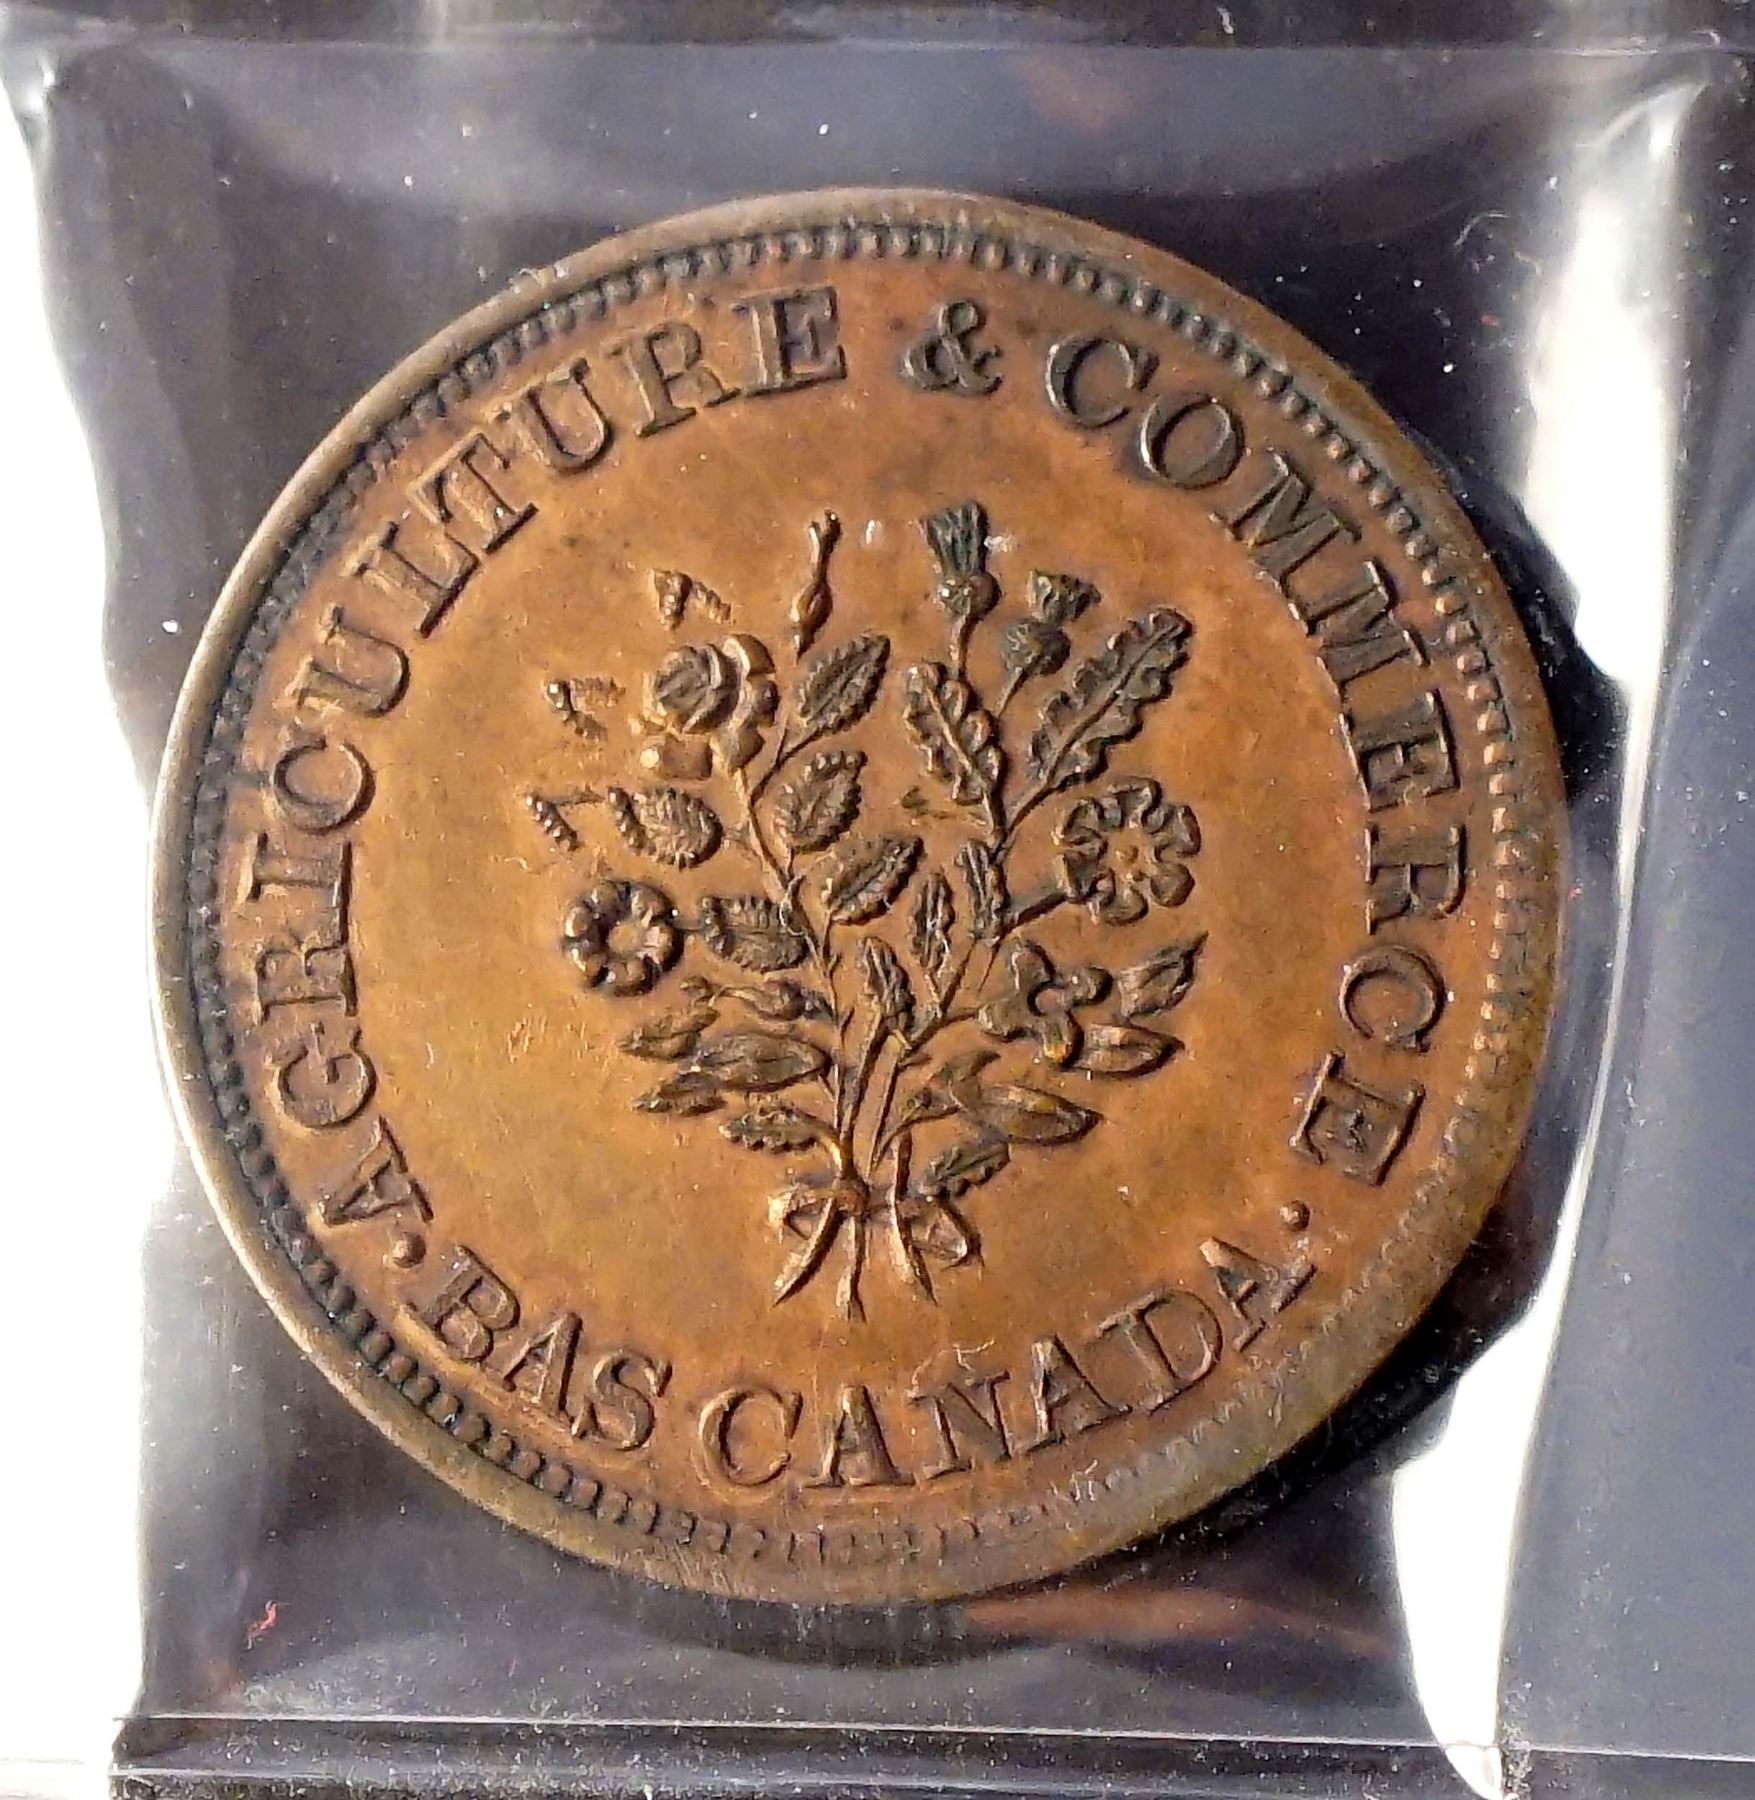 AGRICULTURE & COMMERCE
· BAS CANADA ·